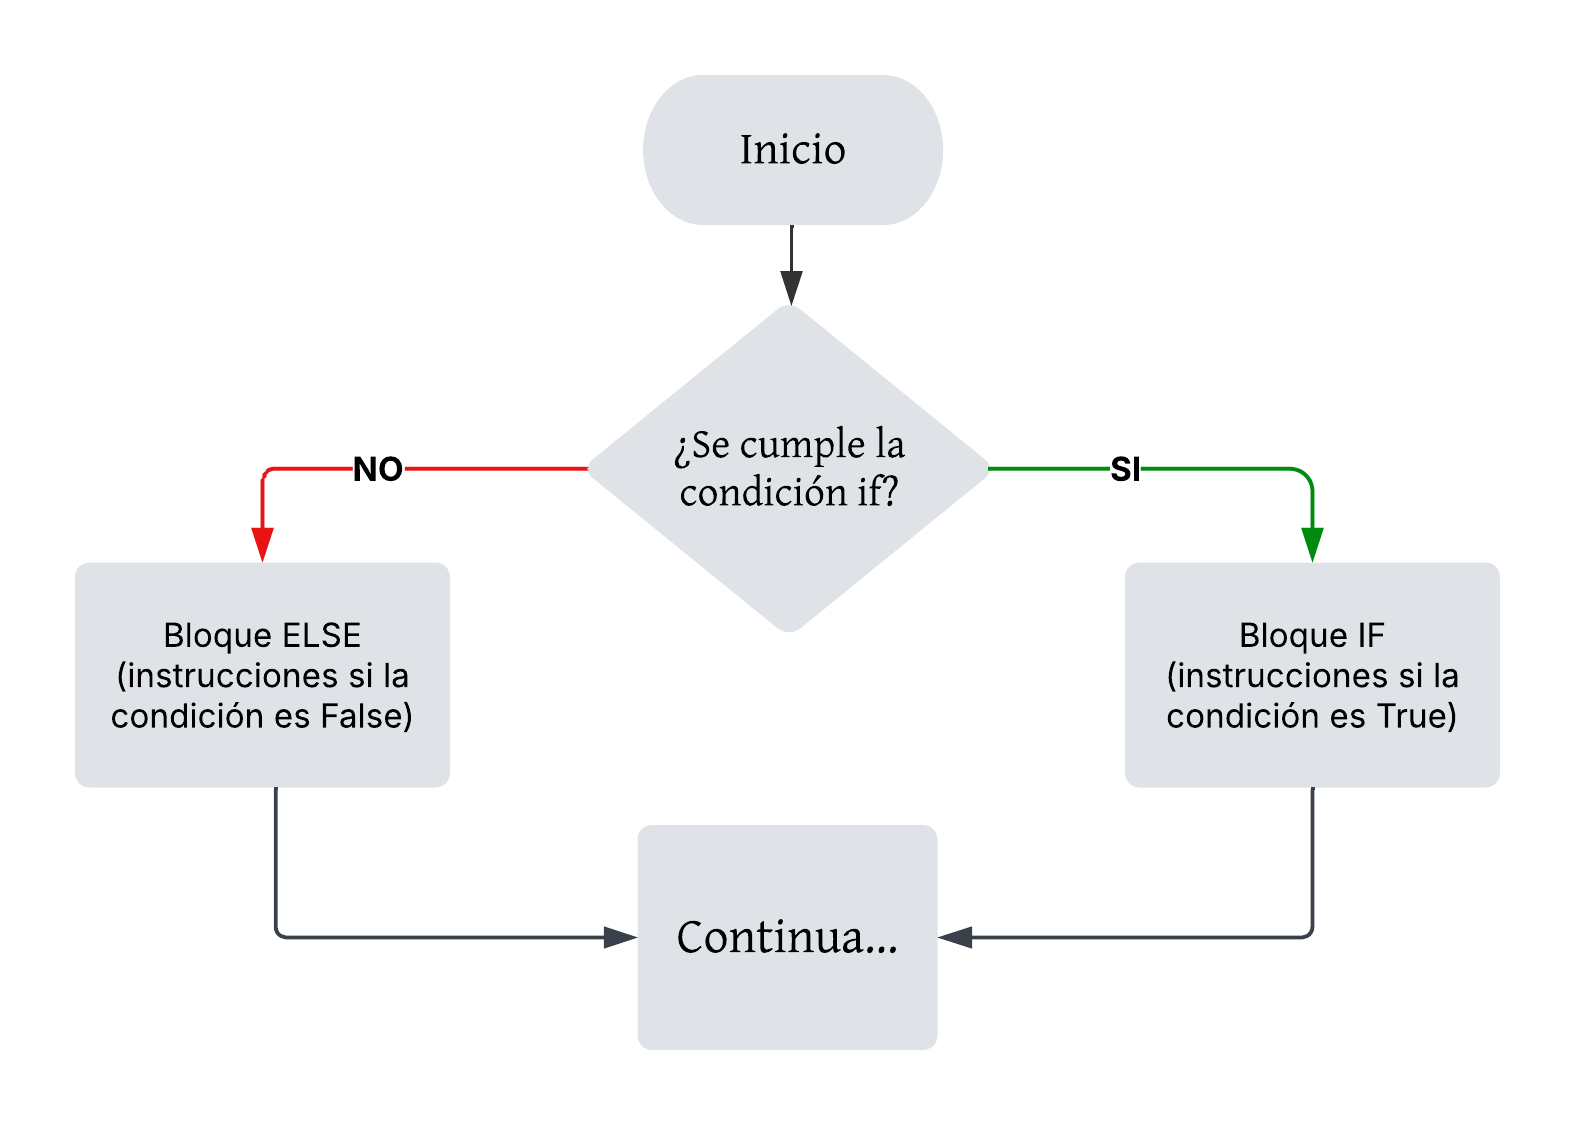 Inicio
¿Se cumple la
condición if?
NO
SI
Bloque ELSE
(instrucciones si la
condición es False)
Bloque IF
(instrucciones si la
condición es True)
Continua...